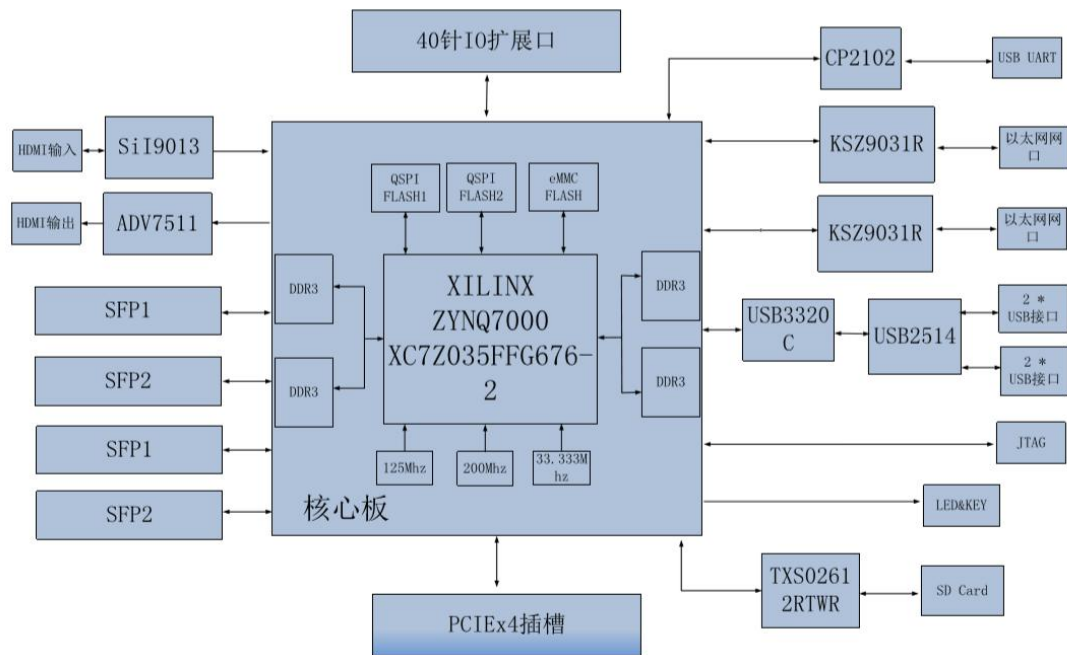 40针IO扩展口
CP2102
USB UART
HDMI输入
SiI9013
KSZ9031R
以太网网
口
QSPI
FLASH1
QSPI
FLASH2
eMMC
FLASH
HDMI输出
ADV7511
KSZ9031R
以太网网
口
DDR3
XILINX
ZYNQ7000
XC7Z035FFG676-
2
DDR3
SFP1
USB3320
C
USB2514
2 *
USB接口
SFP2
DDR3
DDR3
2 *
USB接口
SFP1
JTAG
125Mhz
200Mhz
33.333M
hz
SFP2
核心板
LED&KEY
TXS0261
2RTWR
SD Card
PCIEx4插槽